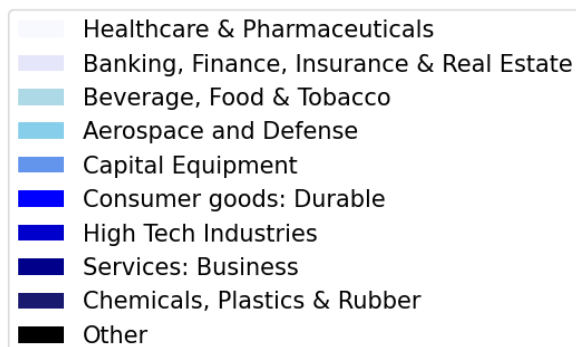 Healthcare & Pharmaceuticals
Banking, Finance, Insurance & Real Estate
Beverage, Food & Tobacco
Aerospace and Defense
Capital Equipment
Consumer goods: Durable
High Tech Industries
Services: Business
Chemicals, Plastics & Rubber
Other